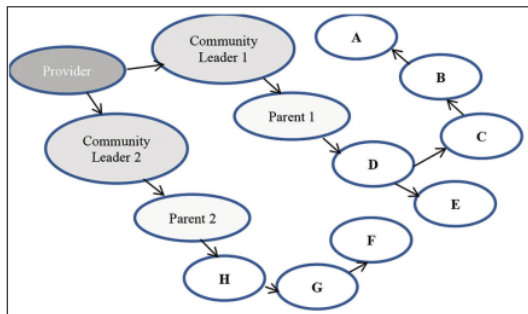 Provider
Community
Leader 1
A
B
Parent 1
C
Community
Leader 2
D
E
Parent 2
F
H
G